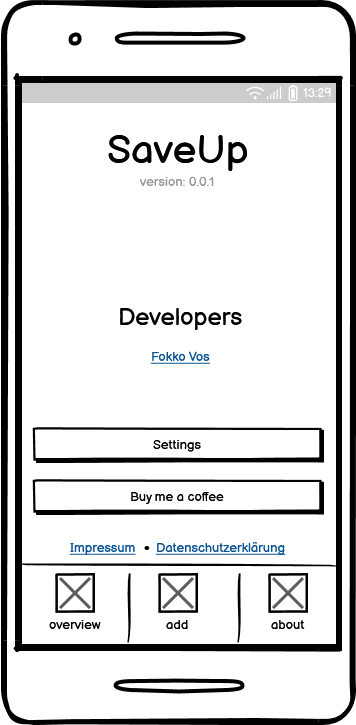 13:29
SaveUp
version: 0.0.1
Developers
Fokko Vos
Settings
Buy me a coffee
Impressum • Datenschutzerklärung
overview add about